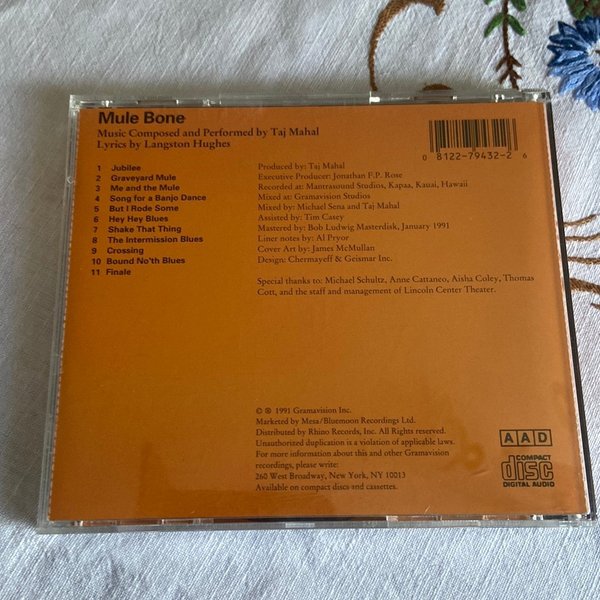 Mule Bone
Music Composed and Performed by Taj Mahal
Lyrics by Langston Hughes
0 8122-79432-2 6
1 Jubilee
2 Graveyard Mule
3 Me and the Mule
4 Song for a Banjo Dance
5 But I Rode Some
6 Hey Hey Blues
7 Shake That Thing
8 The Intermission Blues
9 Crossing
10 Bound No'th Blues
11 Finale
Produced by: Taj Mahal
Executive Producer: Jonathan F.P. Rose
Recorded at: Mantrasound Studios, Kapaa, Kauai, Hawaii
Mixed at: Gramavision Studios
Mixed by: Michael Sena and Taj Mahal
Assisted by: Tim Casey
Mastered by: Bob Ludwig Masterdisk, January 1991
Liner notes by: Al Pryor
Cover Art by: James McMullan
Design: Chermayeff & Geismar Inc.
Special thanks to: Michael Schultz, Anne Cattaneo, Aisha Coley, Thomas
Cott, and the staff and management of Lincoln Center Theater.
© ℗ 1991 Gramavision Inc.
Marketed by Mesa/Bluemoon Recordings Ltd.
Distributed by Rhino Records, Inc. All Rights reserved.
Unauthorized duplication is a violation of applicable laws.
For more information about this and other Gramavision
recordings, please write:
260 West Broadway, New York, NY 10013
Available on compact discs and cassettes.
AAD
COMPACT
disc
DIGITAL AUDIO